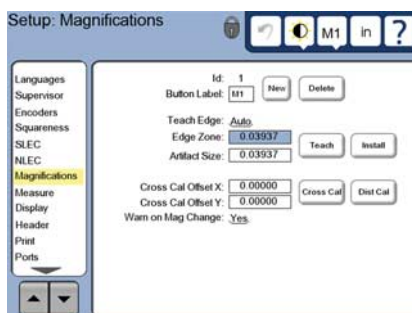 Setup: Magnifications
M1
in
?
Languages
Supervisor
Encoders
Squareness
SLEC
NLEC
Magnifications
Measure
Display
Header
Print
Ports
Id: 1
Button Label: M1 New Delete
Teach Edge: Auto.
Edge Zone: 0.03937
Artifact Size: 0.03937
Teach Install
Cross Cal Offset X: 0.00000
Cross Cal Offset Y: 0.00000
Cross Cal Dist Cal
Warn on Mag Change: Yes.